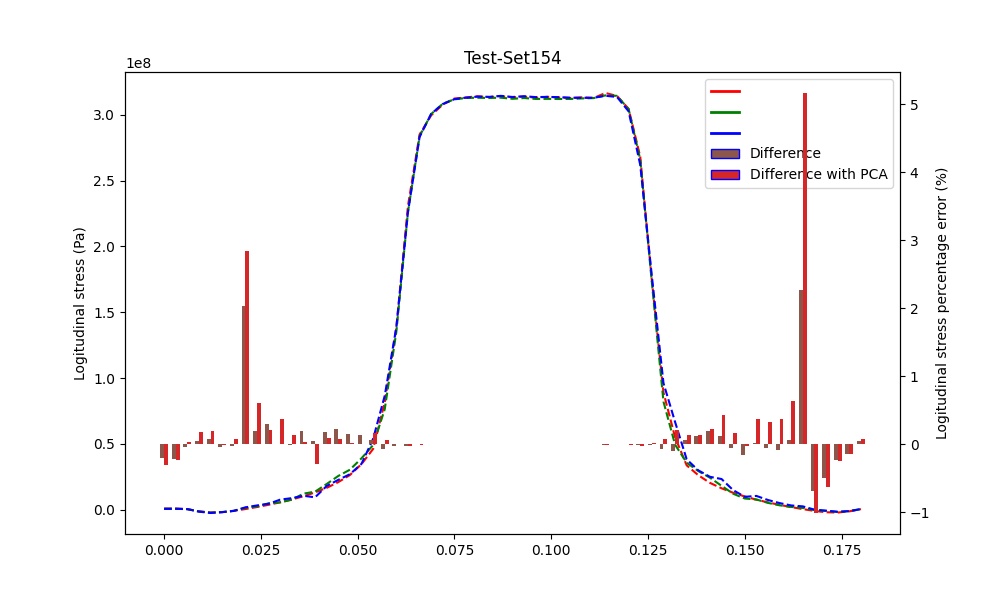 Test-Set154
1e8
3.0
2.5
2.0
1.5
1.0
0.5
0.0
Logitudinal stress (Pa)
Difference
Difference with PCA
5
4
3
2
1
0
−1
Logitudinal stress percentage error (%)
0.000 0.025 0.050 0.075 0.100 0.125 0.150 0.175